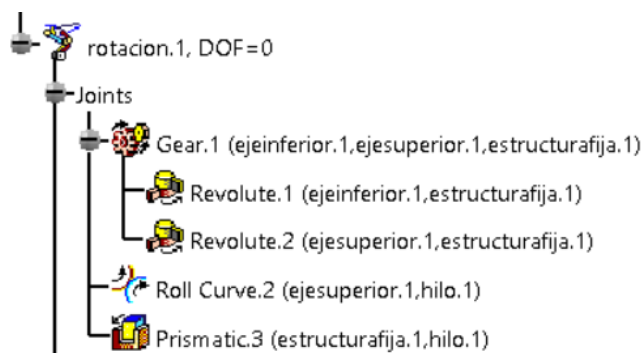 rotacion.1, DOF=0
Joints
Gear.1 (ejeinferior.1,ejesuperior.1,estructurafija.1)
Revolute.1 (ejeinferior.1,estructurafija.1)
Revolute.2 (ejesuperior.1,estructurafija.1)
Roll Curve.2 (ejesuperior.1,hilo.1)
Prismatic.3 (estructurafija.1,hilo.1)